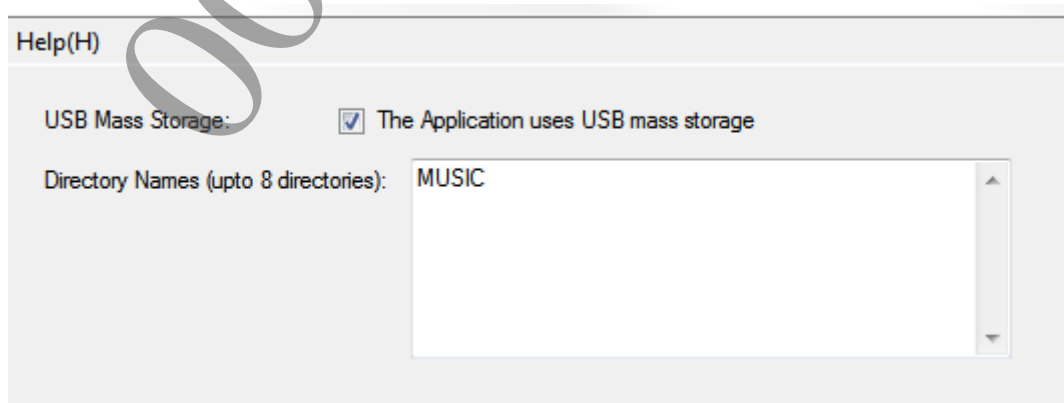 Help(H)
USB Mass Storage: The Application uses USB mass storage
Directory Names (upto 8 directories): MUSIC